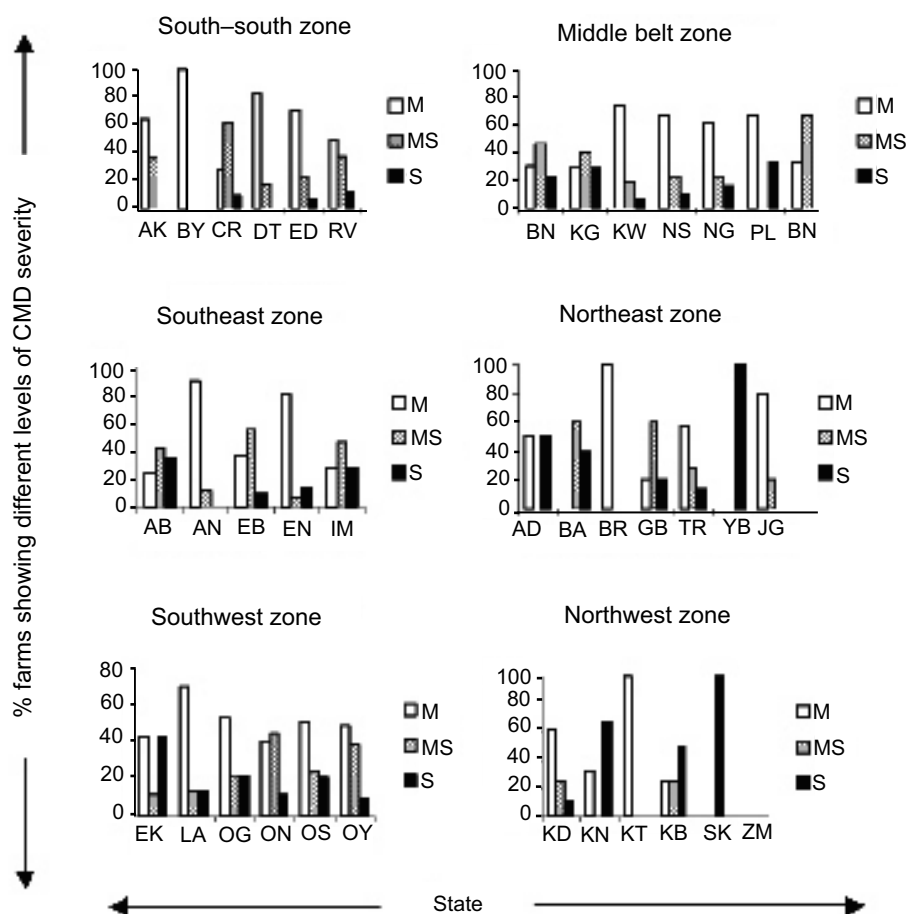 % farms showing different levels of CMD severity
South–south zone
100
80
60
40
20
0
AK BY CR DT ED RV
M
MS
S
Middle belt zone
100
80
60
40
20
0
BN KG KW NS NG PL BN
M
MS
S
Southeast zone
100
80
60
40
20
0
AB AN EB EN IM
M
MS
S
Northeast zone
100
80
60
40
20
0
AD BA BR GB TR YB JG
M
MS
S
Southwest zone
80
60
40
20
0
EK LA OG ON OS OY
M
MS
S
Northwest zone
100
80
60
40
20
0
KD KN KT KB SK ZM
M
MS
S
State